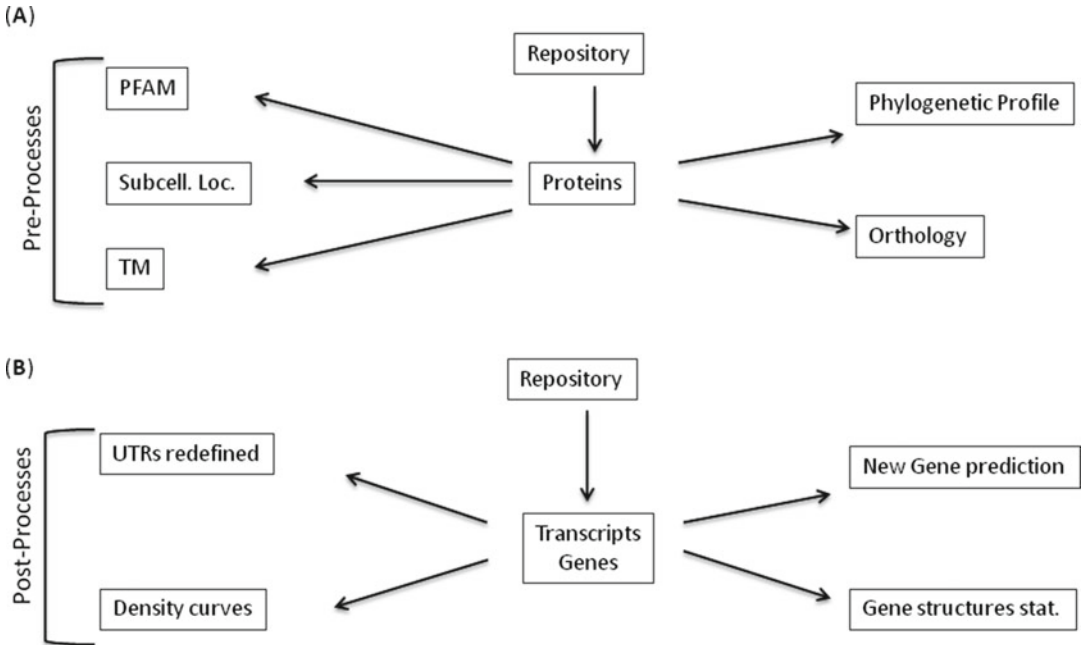 (A)
Pre-Processes
PFAM
Subcell. Loc.
TM
Repository
Proteins
Phylogenetic Profile
Orthology
(B)
Post-Processes
UTRs redefined
Density curves
Repository
Transcripts
Genes
New Gene prediction
Gene structures stat.